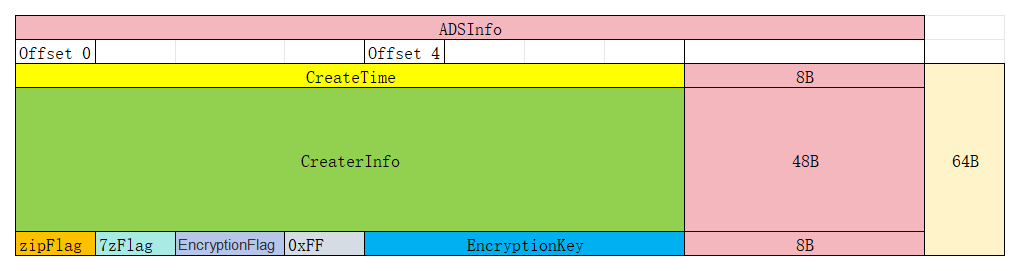 ADSInfo
Offset 0 Offset 4
CreateTime 8B
CreaterInfo 48B 64B
zipFlag 7zFlag EncryptionFlag 0xFF EncryptionKey 8B